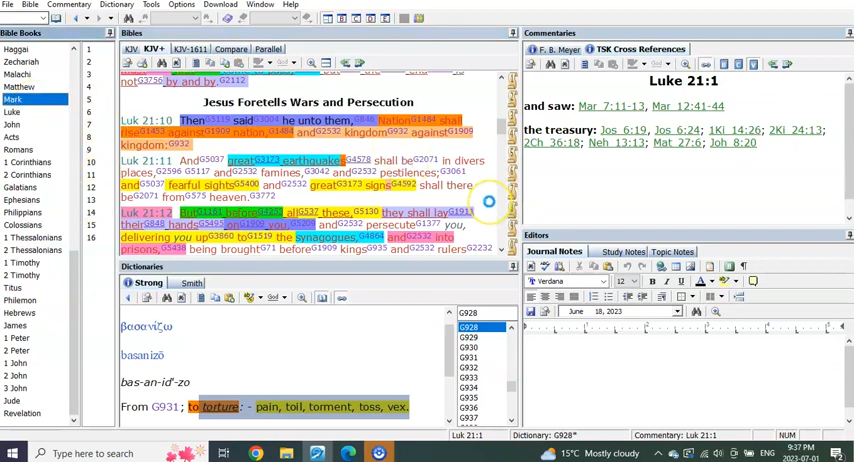 File Bible Commentary Dictionary Tools Options Download Window Help
Bible Books
Haggai
Zechariah
Malachi
Matthew
Mark
Luke
John
Acts
Romans
1 Corinthians
2 Corinthians
Galatians
Ephesians
Philippians
Colossians
1 Thessalonians
2 Thessalonians
1 Timothy
2 Timothy
Titus
Philemon
Hebrews
James
1 Peter
2 Peter
1 John
2 John
3 John
Jude
Revelation
1
2
3
4
5
6
7
8
9
10
11
12
13
14
15
16
Bibles
KJV KJV+ KJV-1611 Compare Parallel
not G3756 by and by. G2112
Jesus Foretells Wars and Persecution
Luk 21:10 Then G5119 said G3004 he unto them, G846 Nation G1484 shall
rise G1453 against G1909 nation, G1484 and G2532 kingdom G932 against G1909
kingdom: G932
Luk 21:11 And G5037 great G3173 earthquakes G4578 shall be G2071 in divers
places, G2596 G5117 and G2532 famines, G3042 and G2532 pestilences; G3061
and G5037 fearful sights G5400 and G2532 great G3173 signs G4592 shall there
be G2071 from G575 heaven. G3772
Luk 21:12 But G1161 before G4253 all G537 these, G5130 they shall lay G1911
their G848 hands G5495 on G1909 you, G5209 and G2532 persecute G1377 you,
delivering you up G3860 to G1519 the synagogues, G4864 and G2532 into
prisons, G5438 being brought G71 before G1909 kings G935 and G2532 rulers G2232
Dictionaries
Strong Smith
βασανίζω
basanizō
bas-an-id'-zo
From G931; to torture: - pain, toil, torment, toss, vex.
G928
G928
G929
G930
G931
G932
G933
G934
G935
G936
G937
Commentaries
F. B. Meyer TSK Cross References
Luke 21:1
and saw: Mar 7:11-13, Mar 12:41-44
the treasury: Jos 6:19, Jos 6:24; 1Ki 14:26; 2Ki 24:13;
2Ch 36:18; Neh 13:13; Mat 27:6; Joh 8:20
Editors
Journal Notes Study Notes Topic Notes
Verdana 12 B I U A
June 18, 2023
1 2 3 4 5
Luk 21:1 Dictionary: G928* Commentary: Luk 21:1 NUM
Type here to search
15°C Mostly cloudy
ENG
9:37 PM
2023-07-01
2